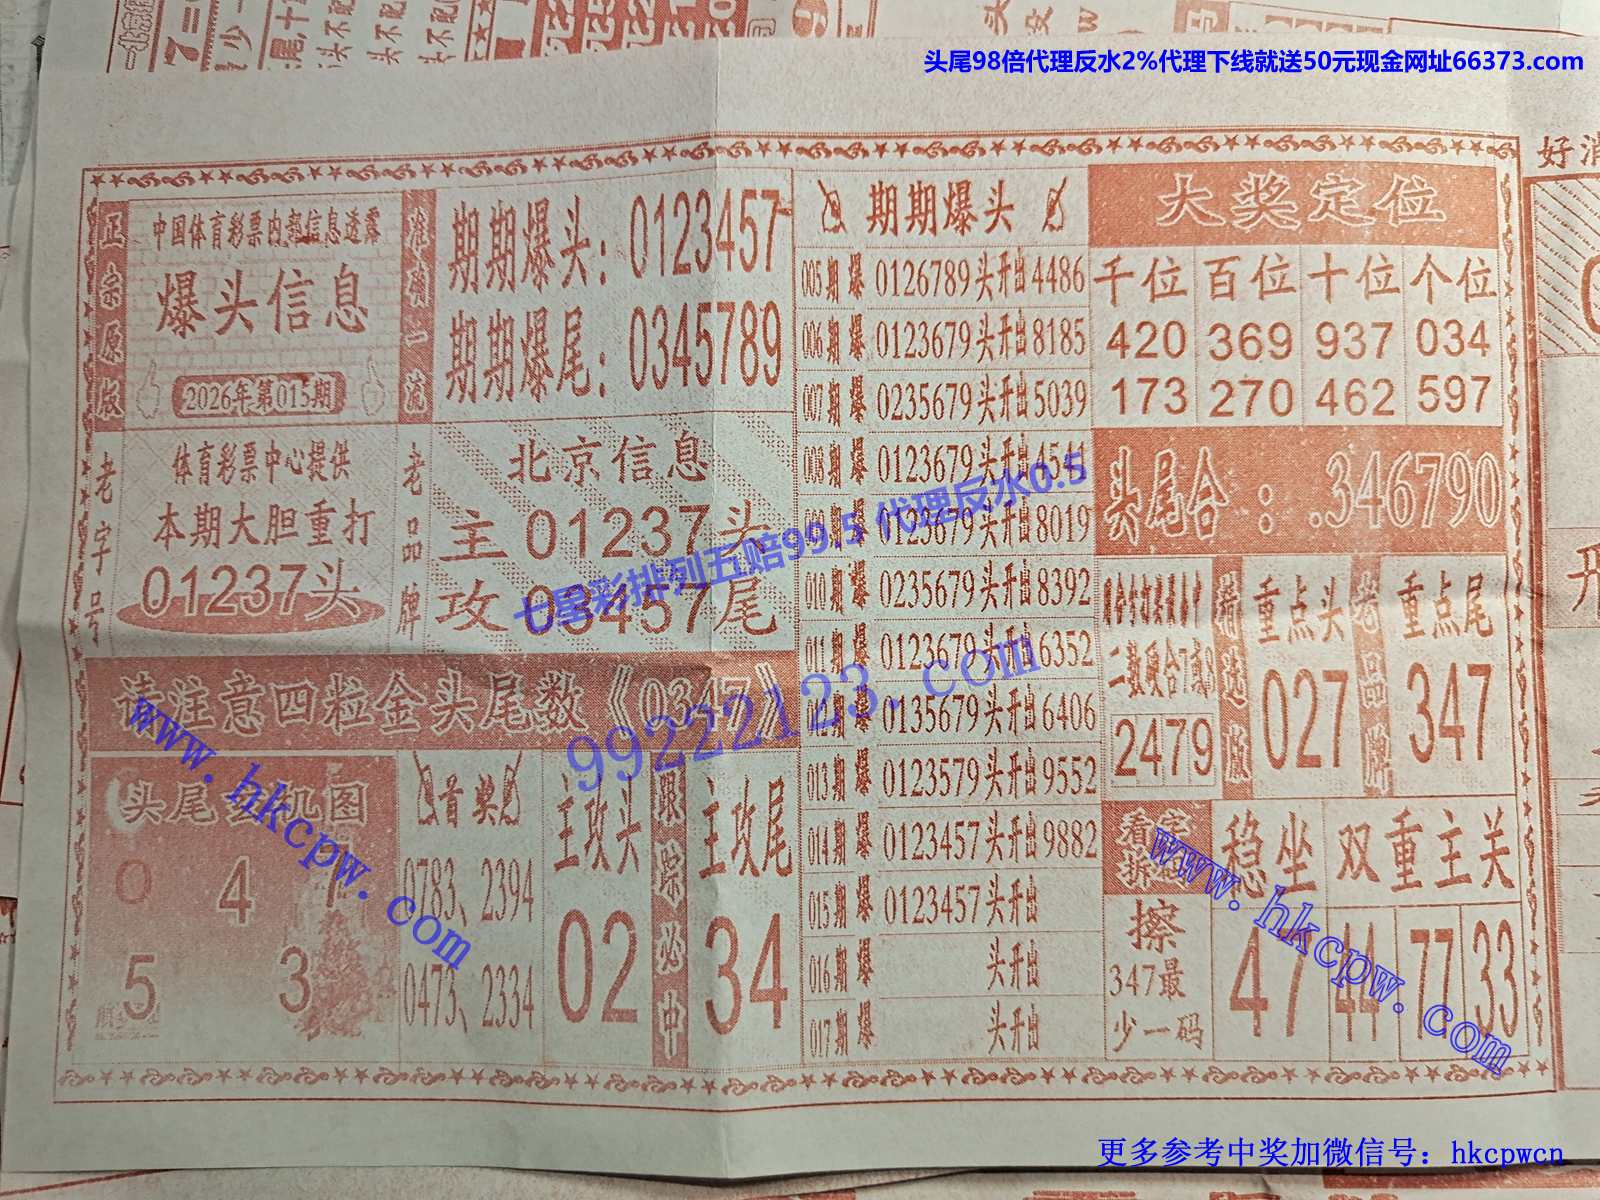 头尾98倍代理反水2%代理下线就送50元现金网址66373.com
好消
正宗原版
中国体育彩票内部信息透露
爆头信息
2026年第015期
准确一流
期期爆头：0123457
期期爆尾：0345789
老字号
体育彩票中心提供
本期大胆重打
01237头
老品牌
北京信息
主01237头
攻03457尾
七星彩排列五赔99.5 代理反水0.5
请注意四粒金头尾数《0347》
99222123.com
www.hkcpw.com
头尾玄机图
0 4 7
5 3
首奖
0783、2394
0473、2334
主攻头
02
跟踪必中
主攻尾
34
期期爆头
005期爆 0126789头开出4486
006期爆 0123679头开出8185
007期爆 0235679头开出5039
008期爆 0123679头开出4541
009期爆 0123679头开出8019
010期爆 0235679头开出8392
011期爆 0123679头开出6352
012期爆 0135679头开出6406
013期爆 0123579头开出9552
014期爆 0123457头开出9882
015期爆 0123457头开出
016期爆 头开出
017期爆 头开出
大奖定位
千位 百位 十位 个位
420 369 937 034
173 270 462 597
头尾合：.346790
2479
精选版
重点头
027
老品牌
重点尾
347
看字拆码
擦
347最
少一码
稳坐
47
双重主关
44 77 33
www.hkcpw.com
更多参考中奖加微信号：hkcpwcn